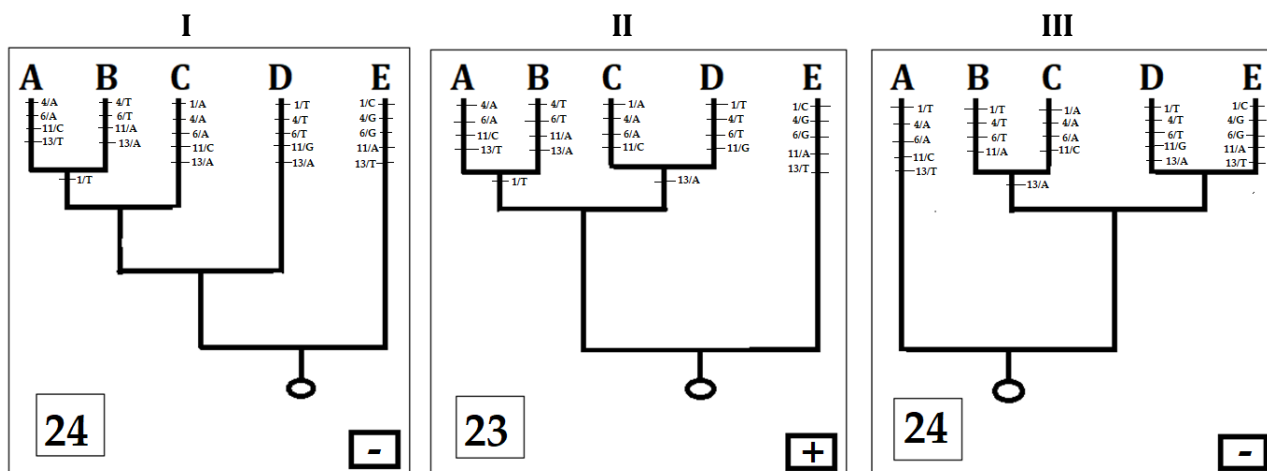 I
II
III
A B C D E
4/A
6/A
11/C
13/T
4/T
6/T
11/A
13/A
1/A
4/A
6/A
11/C
13/A
1/T
4/T
6/T
11/G
13/A
1/C
4/G
6/G
11/A
13/T
1/T
24
-
A B C D E
4/A
6/A
11/C
13/T
4/T
6/T
11/A
13/A
1/A
4/A
6/A
11/C
1/T
4/T
6/T
11/G
1/C
4/G
6/G
11/A
13/T
1/T
13/A
23
+
A B C D E
1/T
4/A
6/A
11/C
13/T
1/T
4/T
6/T
11/A
1/A
4/A
6/A
11/C
1/T
4/T
6/T
11/G
13/A
1/C
4/G
6/G
11/A
13/T
13/A
24
-